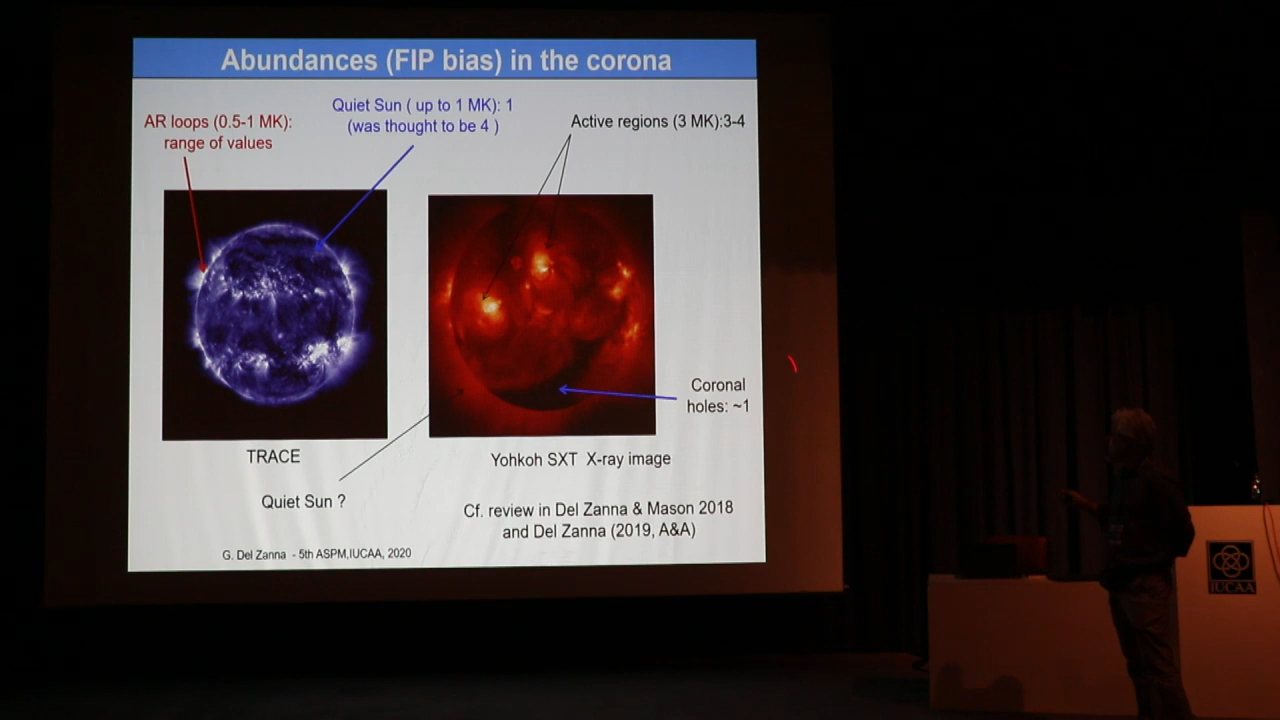 Abundances (FIP bias) in the corona
Quiet Sun ( up to 1 MK): 1
(was thought to be 4 )
AR loops (0.5-1 MK):
range of values
Active regions (3 MK):3-4
Coronal
holes: ~1
TRACE
Yohkoh SXT X-ray image
Quiet Sun ?
Cf. review in Del Zanna & Mason 2018
and Del Zanna (2019, A&A)
G. Del Zanna - 5th ASPM,IUCAA, 2020
IUCAA